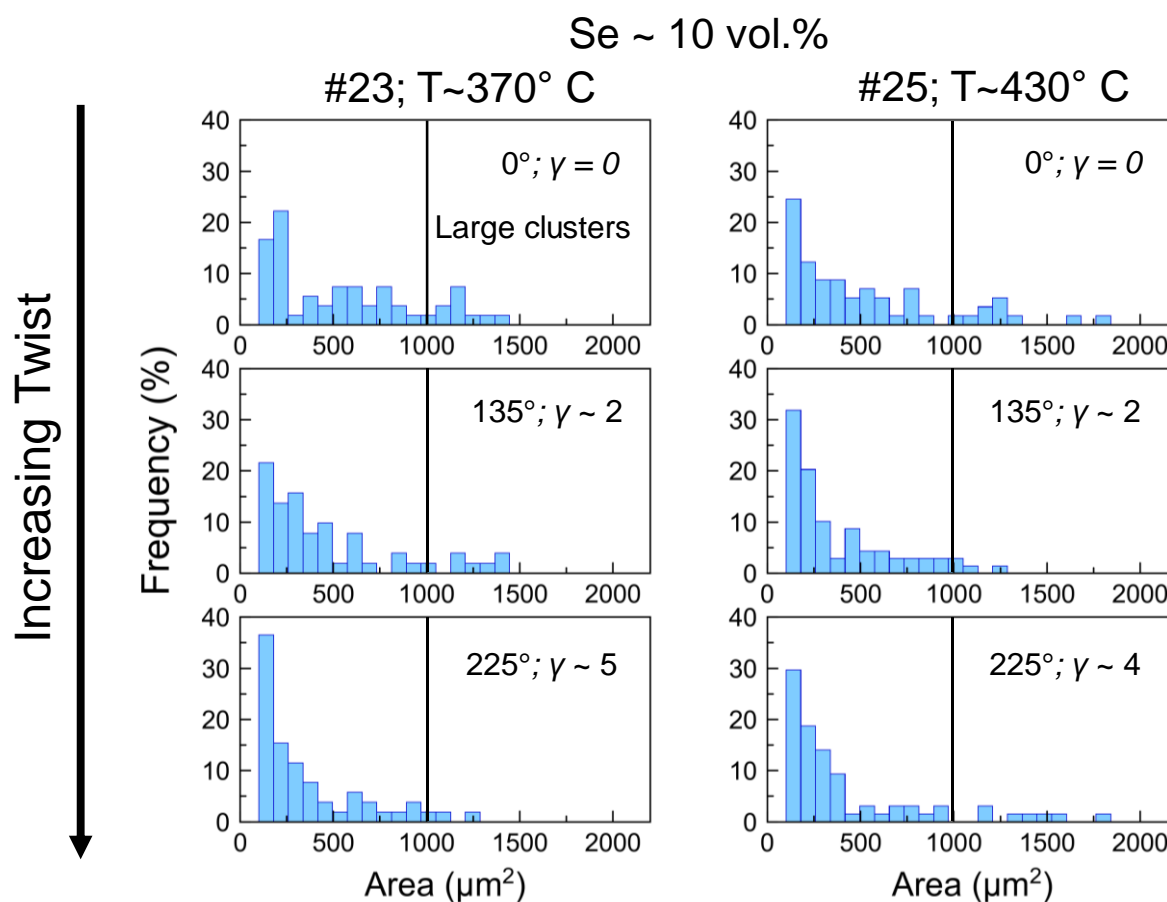 Se ~ 10 vol.%
#23; T~370° C
#25; T~430° C
Increasing Twist
Frequency (%)
40
30
20
10
0
0°; γ = 0
Large clusters
0 500 1000 1500 2000
40
30
20
10
0
0°; γ = 0
0 500 1000 1500 2000
40
30
20
10
0
135°; γ ~ 2
0 500 1000 1500 2000
40
30
20
10
0
135°; γ ~ 2
0 500 1000 1500 2000
40
30
20
10
0
225°; γ ~ 5
0 500 1000 1500 2000
Area (μm²)
40
30
20
10
0
225°; γ ~ 4
0 500 1000 1500 2000
Area (μm²)